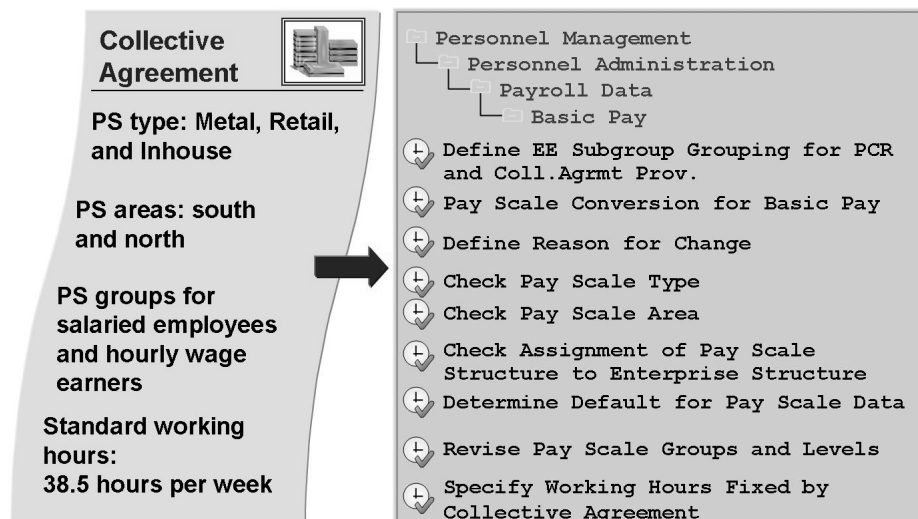 Collective
Agreement
PS type: Metal, Retail,
and Inhouse
PS areas: south
and north
PS groups for
salaried employees
and hourly wage
earners
Standard working
hours:
38.5 hours per week
Personnel Management
Personnel Administration
Payroll Data
Basic Pay
Define EE Subgroup Grouping for PCR
and Coll.Agrmt Prov.
Pay Scale Conversion for Basic Pay
Define Reason for Change
Check Pay Scale Type
Check Pay Scale Area
Check Assignment of Pay Scale
Structure to Enterprise Structure
Determine Default for Pay Scale Data
Revise Pay Scale Groups and Levels
Specify Working Hours Fixed by
Collective Agreement